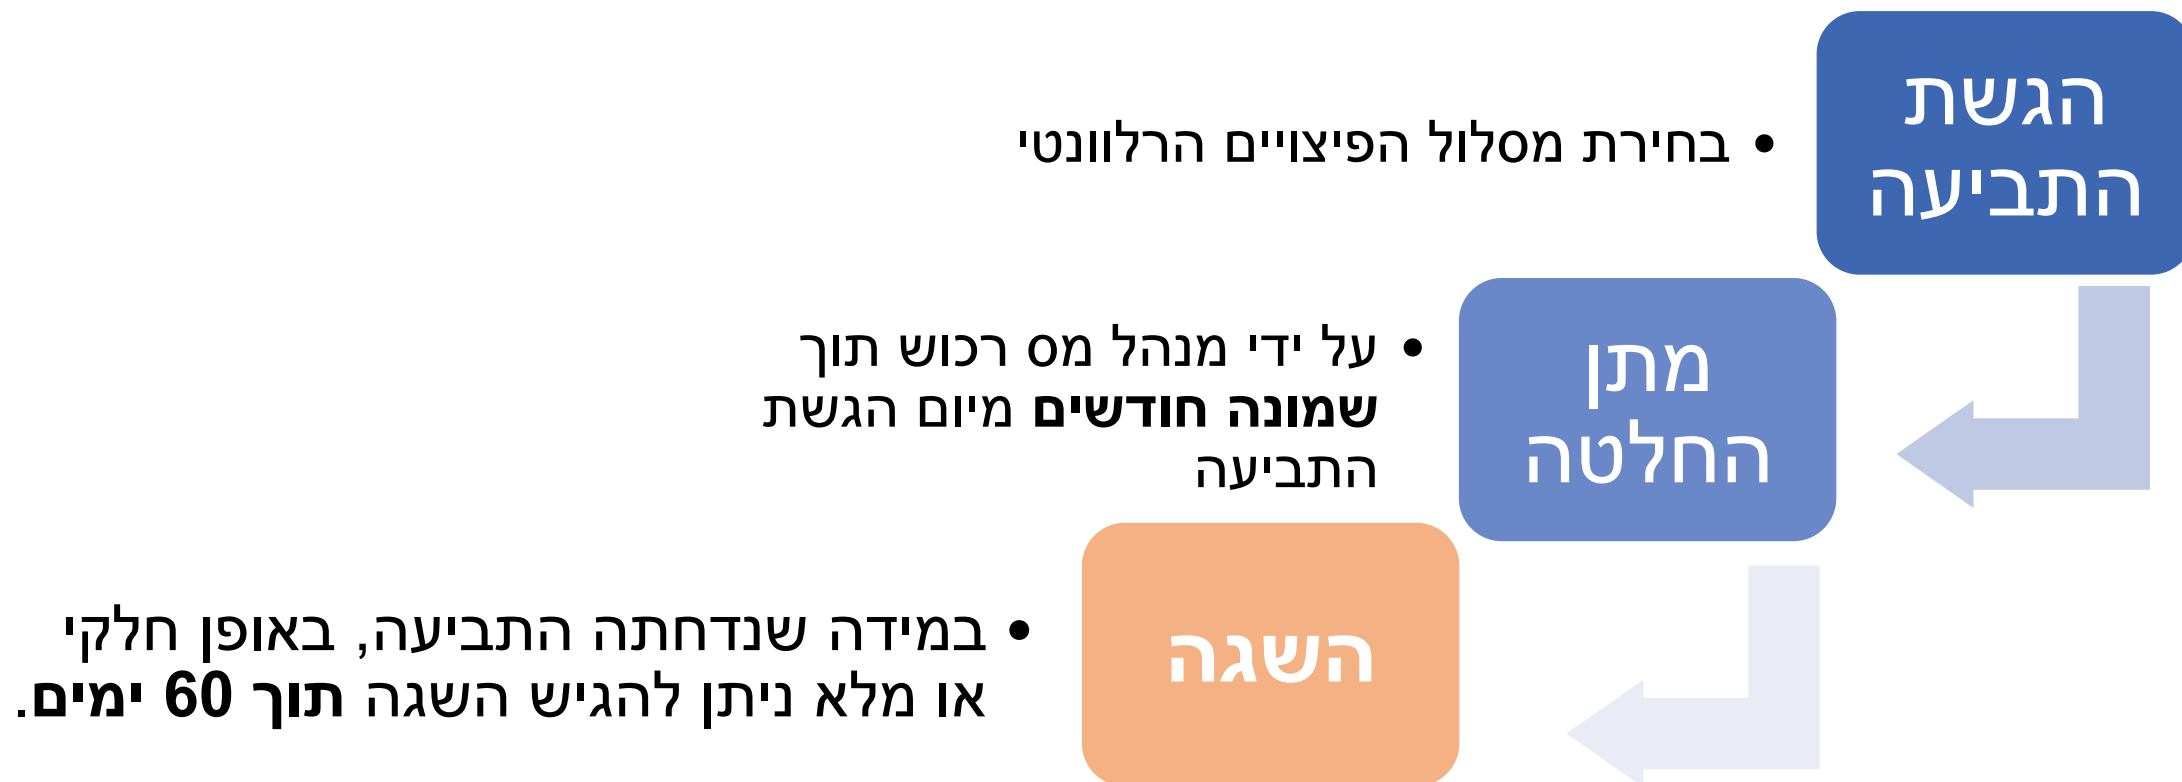 הגשת
התביעה
• בחירת מסלול הפיצויים הרלוונטי
מתן
החלטה
• על ידי מנהל מס רכוש תוך
שמונה חודשים מיום הגשת
התביעה
השגה
• במידה שנדחתה התביעה, באופן חלקי
או מלא ניתן להגיש השגה תוך 60 ימים.